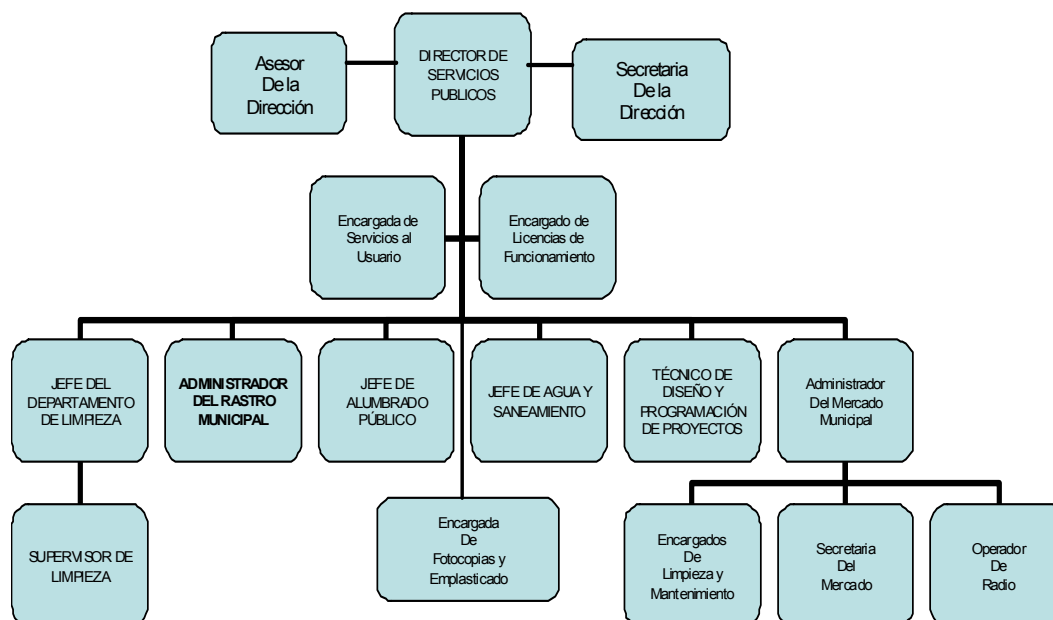 Asesor
De la
Dirección
DIRECTOR DE
SERVICIOS
PUBLICOS
Secretaria
De la
Dirección
Encargada de
Servicios al
Usuario
Encargado de
Licencias de
Funcionamiento
JEFE DEL
DEPARTAMENTO
DE LIMPIEZA
ADMINISTRADOR
DEL RASTRO
MUNICIPAL
JEFE DE
ALUMBRADO
PÚBLICO
JEFE DE AGUA Y
SANEAMIENTO
TÉCNICO DE
DISEÑO Y
PROGRAMACIÓN
DE PROYECTOS
Administrador
Del Mercado
Municipal
SUPERVISOR DE
LIMPIEZA
Encargada
De
Fotocopias y
Emplasticado
Encargados
De
Limpieza y
Mantenimiento
Secretaria
Del
Mercado
Operador
De
Radio